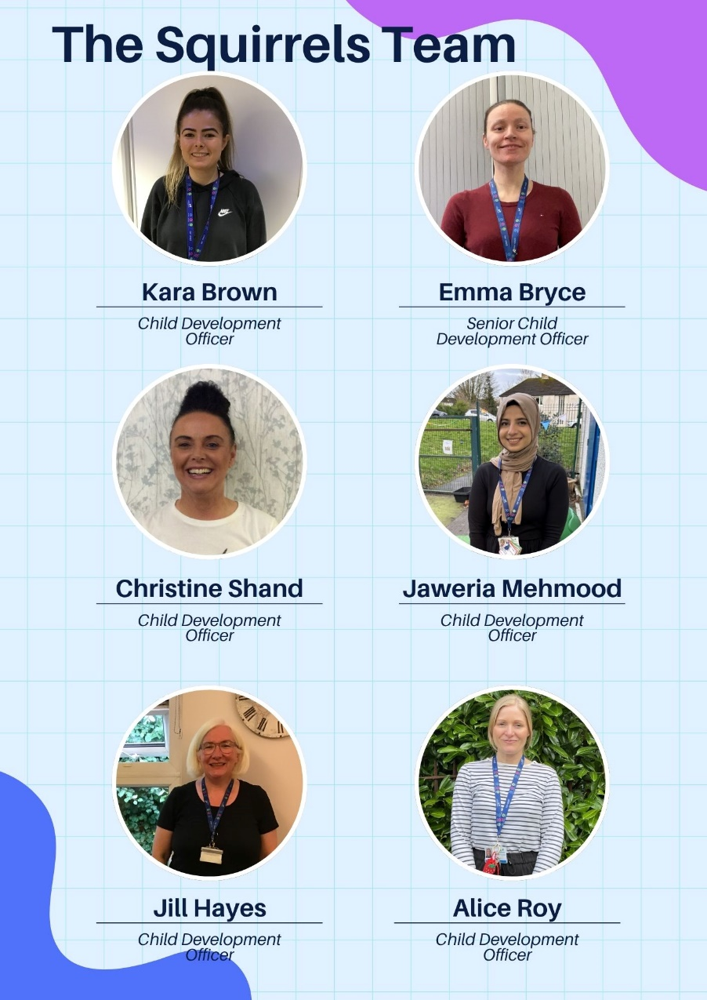 The Squirrels Team
Kara Brown
Child Development
Officer
Emma Bryce
Senior Child
Development Officer
Christine Shand
Child Development
Officer
Jaweria Mehmood
Child Development
Officer
Jill Hayes
Child Development
Officer
Alice Roy
Child Development
Officer